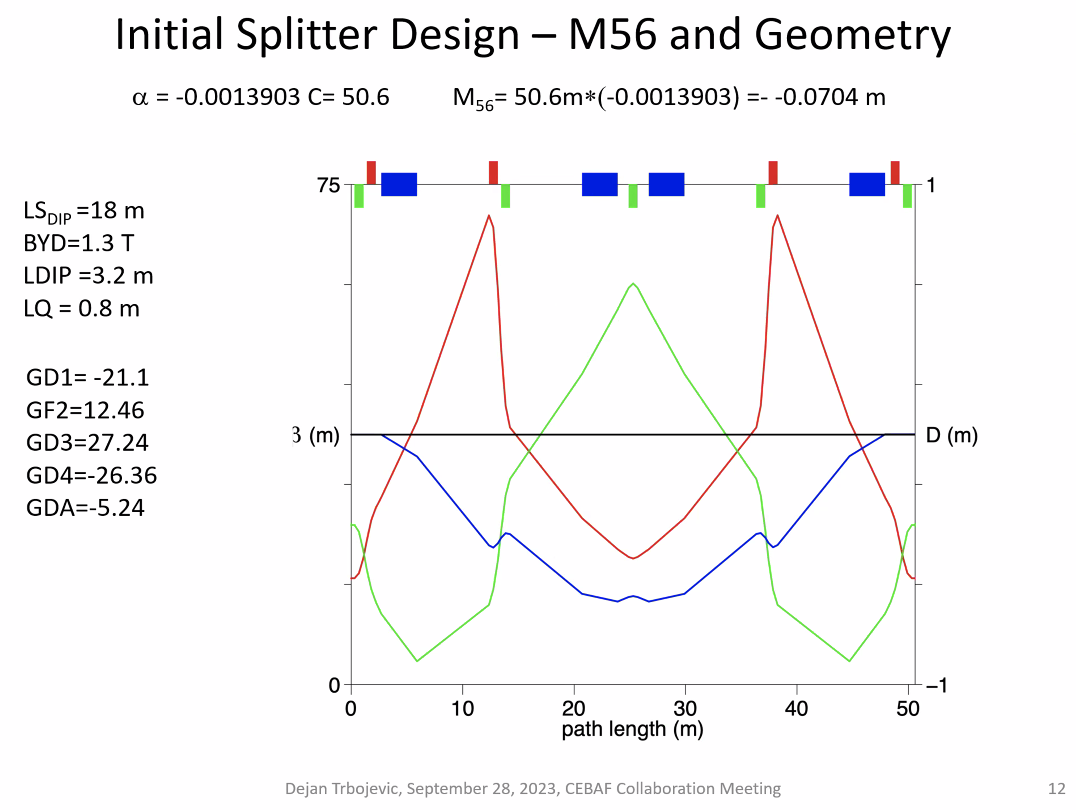 Initial Splitter Design – M56 and Geometry
α = -0.0013903 C= 50.6 M56= 50.6m∗(-0.0013903) =- -0.0704 m
LSDIP =18 m
BYD=1.3 T
LDIP =3.2 m
LQ = 0.8 m
GD1= -21.1
GF2=12.46
GD3=27.24
GD4=-26.36
GDA=-5.24
75 1
β (m) D (m)
0 −1
0 10 20 30 40 50
path length (m)
Dejan Trbojevic, September 28, 2023, CEBAF Collaboration Meeting 12